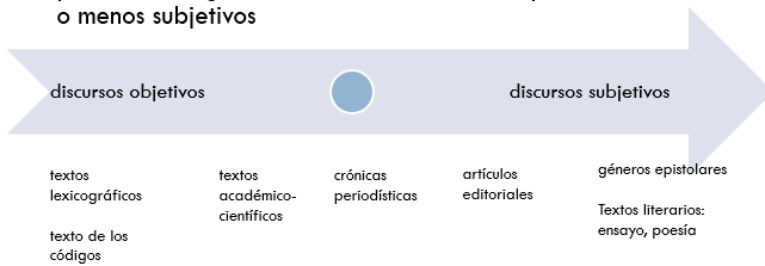 o menos subjetivos
discursos objetivos
discursos subjetivos
textos
lexicográficos
texto de los
códigos
textos
académico-
científicos
crónicas
periodísticas
artículos
editoriales
géneros epistolares
Textos literarios:
ensayo, poesía